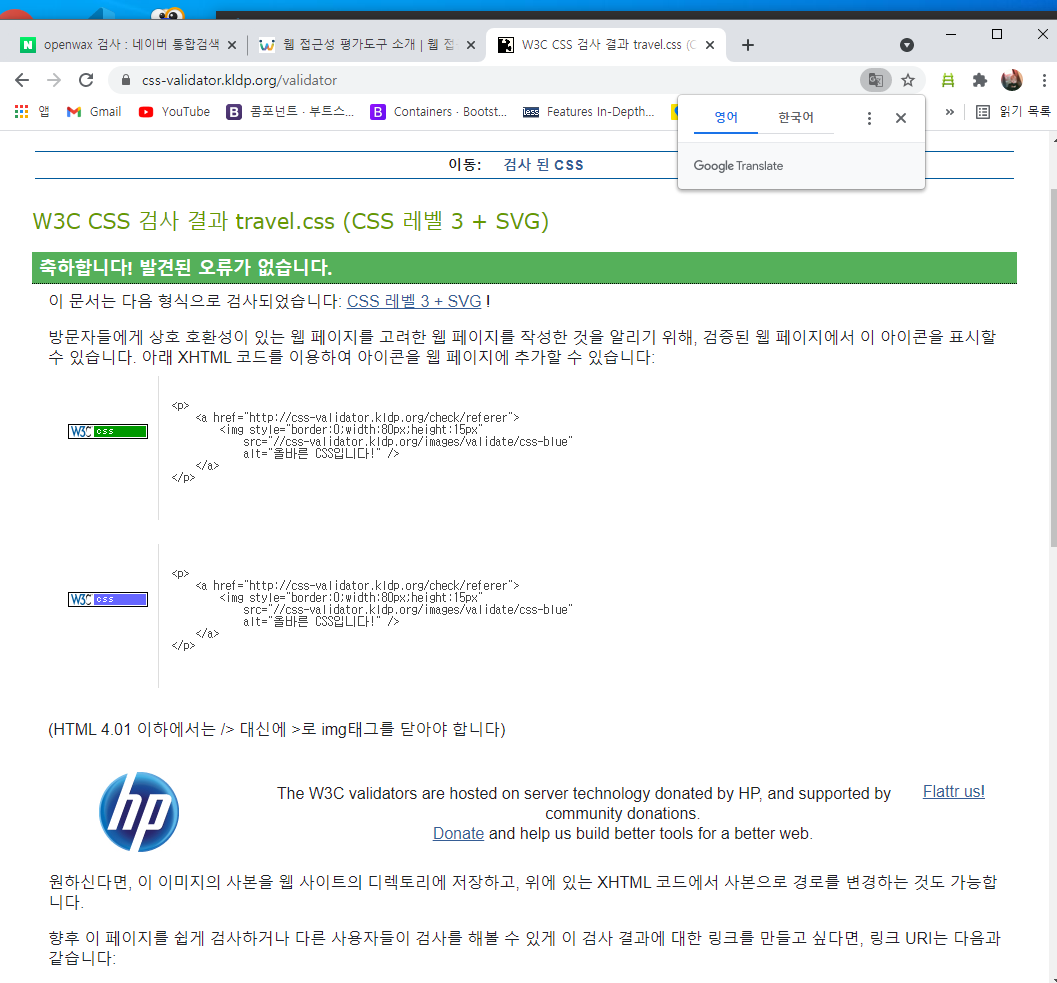 openwax 검사 : 네이버 통합검색
웹 접근성 평가도구 소개 | 웹 접
W3C CSS 검사 결과 travel.css (C
css-validator.kldp.org/validator
앱
Gmail
YouTube
콤포넌트 · 부트스...
Containers · Bootst...
less Features In-Depth...
»
읽기 목록
영어
한국어
Google Translate
이동: 검사 된 CSS
W3C CSS 검사 결과 travel.css (CSS 레벨 3 + SVG)
축하합니다! 발견된 오류가 없습니다.
이 문서는 다음 형식으로 검사되었습니다: CSS 레벨 3 + SVG !
방문자들에게 상호 호환성이 있는 웹 페이지를 고려한 웹 페이지를 작성한 것을 알리기 위해, 검증된 웹 페이지에서 이 아이콘을 표시할
수 있습니다. 아래 XHTML 코드를 이용하여 아이콘을 웹 페이지에 추가할 수 있습니다:
W3C css
<p>
<a href="http://css-validator.kldp.org/check/referer">
<img style="border:0;width:80px;height:15px"
src="//css-validator.kldp.org/images/validate/css-blue"
alt="올바른 CSS입니다!" />
</a>
</p>
W3C css
<p>
<a href="http://css-validator.kldp.org/check/referer">
<img style="border:0;width:80px;height:15px"
src="//css-validator.kldp.org/images/validate/css-blue"
alt="올바른 CSS입니다!" />
</a>
</p>
(HTML 4.01 이하에서는 /> 대신에 >로 img태그를 닫아야 합니다)
hp
The W3C validators are hosted on server technology donated by HP, and supported by
community donations.
Donate and help us build better tools for a better web.
Flattr us!
원하신다면, 이 이미지의 사본을 웹 사이트의 디렉토리에 저장하고, 위에 있는 XHTML 코드에서 사본으로 경로를 변경하는 것도 가능합
니다.
향후 이 페이지를 쉽게 검사하거나 다른 사용자들이 검사를 해볼 수 있게 이 검사 결과에 대한 링크를 만들고 싶다면, 링크 URI는 다음과
같습니다: